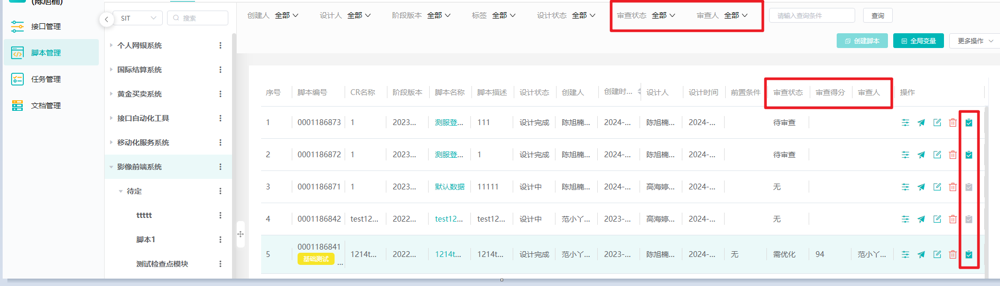 (陈旭楠)
接口管理
脚本管理
任务管理
文档管理
SIT
搜索
个人网银系统
国际结算系统
黄金买卖系统
接口自动化工具
移动化服务系统
影像前端系统
待定
ttttt
脚本1
测试检查点模块
创建人 全部 设计人 全部 阶段版本 全部 标签 全部 设计状态 全部 审查状态 全部 审查人 全部 请输入查询条件 查询
创建脚本 全局变量 更多操作
序号 脚本编号 CR名称 阶段版本 脚本名称 脚本描述 设计状态 创建人 创建时... 设计人 设计时间 前置条件 审查状态 审查得分 审查人 操作
1 0001186873 1 2023... 测服登... 111 设计完成 陈旭楠... 2024-... 陈旭楠... 2024-... 待审查
2 0001186872 1 2023... 测服登... 1 设计完成 陈旭楠... 2024-... 陈旭楠... 2024-... 待审查
3 0001186871 1 2023... 默认数据 11111 设计中 陈旭楠... 2024-... 高海婷... 2024-... 无
4 0001186842 test12... 2022... test12... test12... 设计中 范小丫... 2023-... 高海婷... 2024-... 无
5 0001186841 1214t... 2022... 1214t... 1214t... 设计完成 范小丫... 2023-... 陈旭楠... 2024-... 无 需优化 94 范小丫...
基础测试 ...